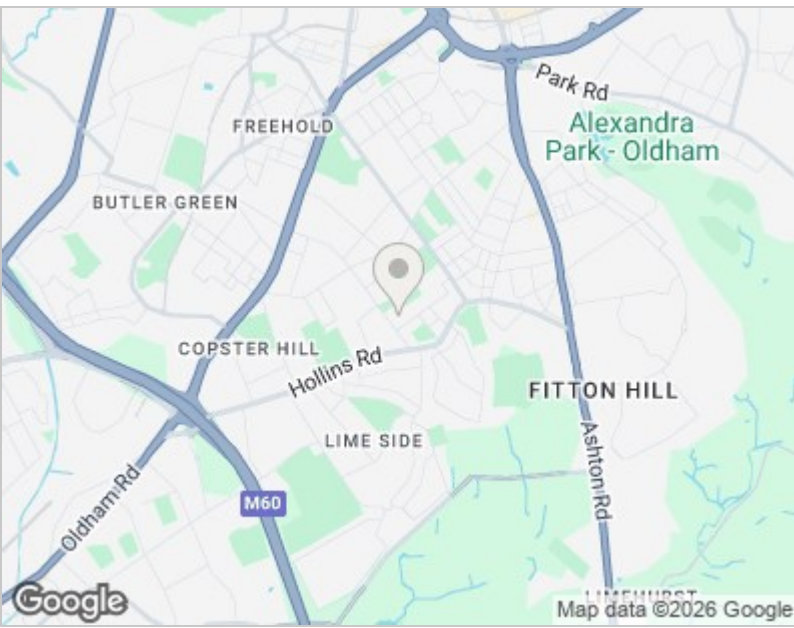 Park Rd
FREEHOLD
Alexandra
Park - Oldham
BUTLER GREEN
COPSTER HILL
Hollins Rd
FITTON HILL
LIME SIDE
Ashton Rd
Oldham Rd
M60
LIMEHURST
Google
Map data ©2026 Google